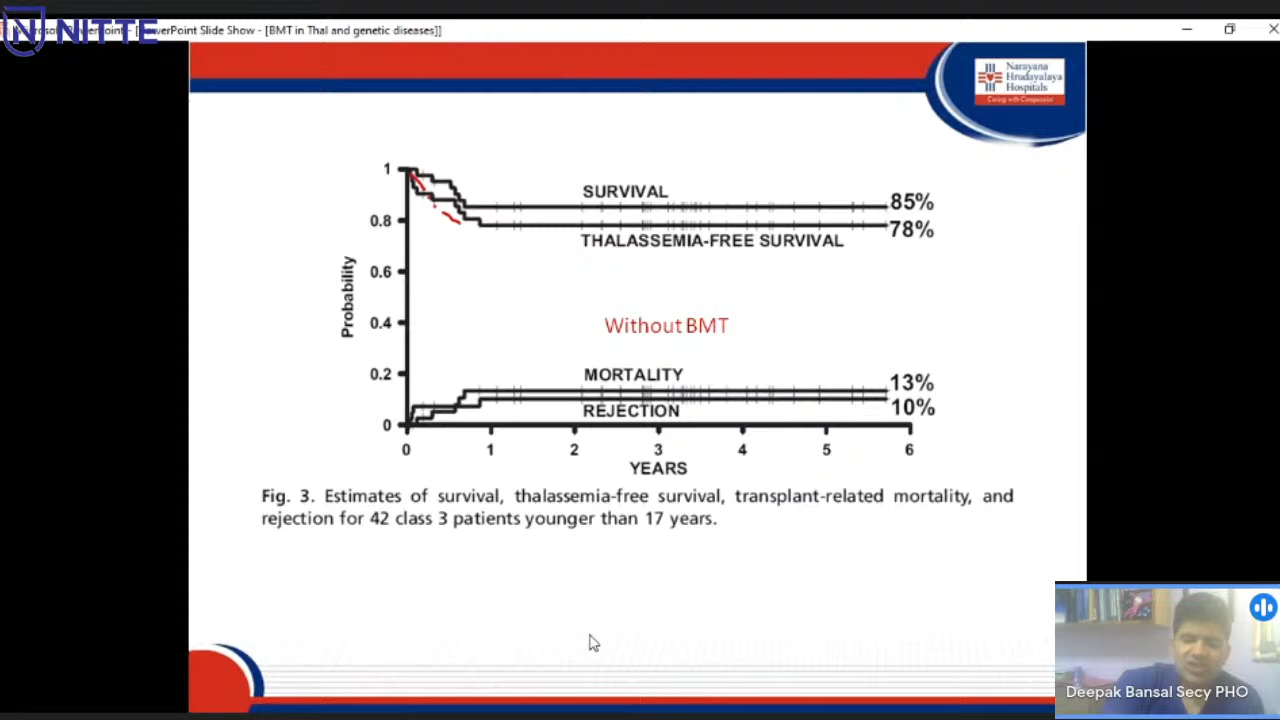 NITTE
PowerPoint Slide Show - [BMT in Thal and genetic diseases]]
Narayana
Hrudayalaya
Hospitals
Caring with Compassion
1
SURVIVAL
85%
0.8
78%
THALASSEMIA-FREE SURVIVAL
0.6
Probability
0.4
Without BMT
0.2
MORTALITY
13%
REJECTION
10%
0
0 1 2 3 4 5 6
YEARS
Fig. 3. Estimates of survival, thalassemia-free survival, transplant-related mortality, and
rejection for 42 class 3 patients younger than 17 years.
Deepak Bansal Secy PHO